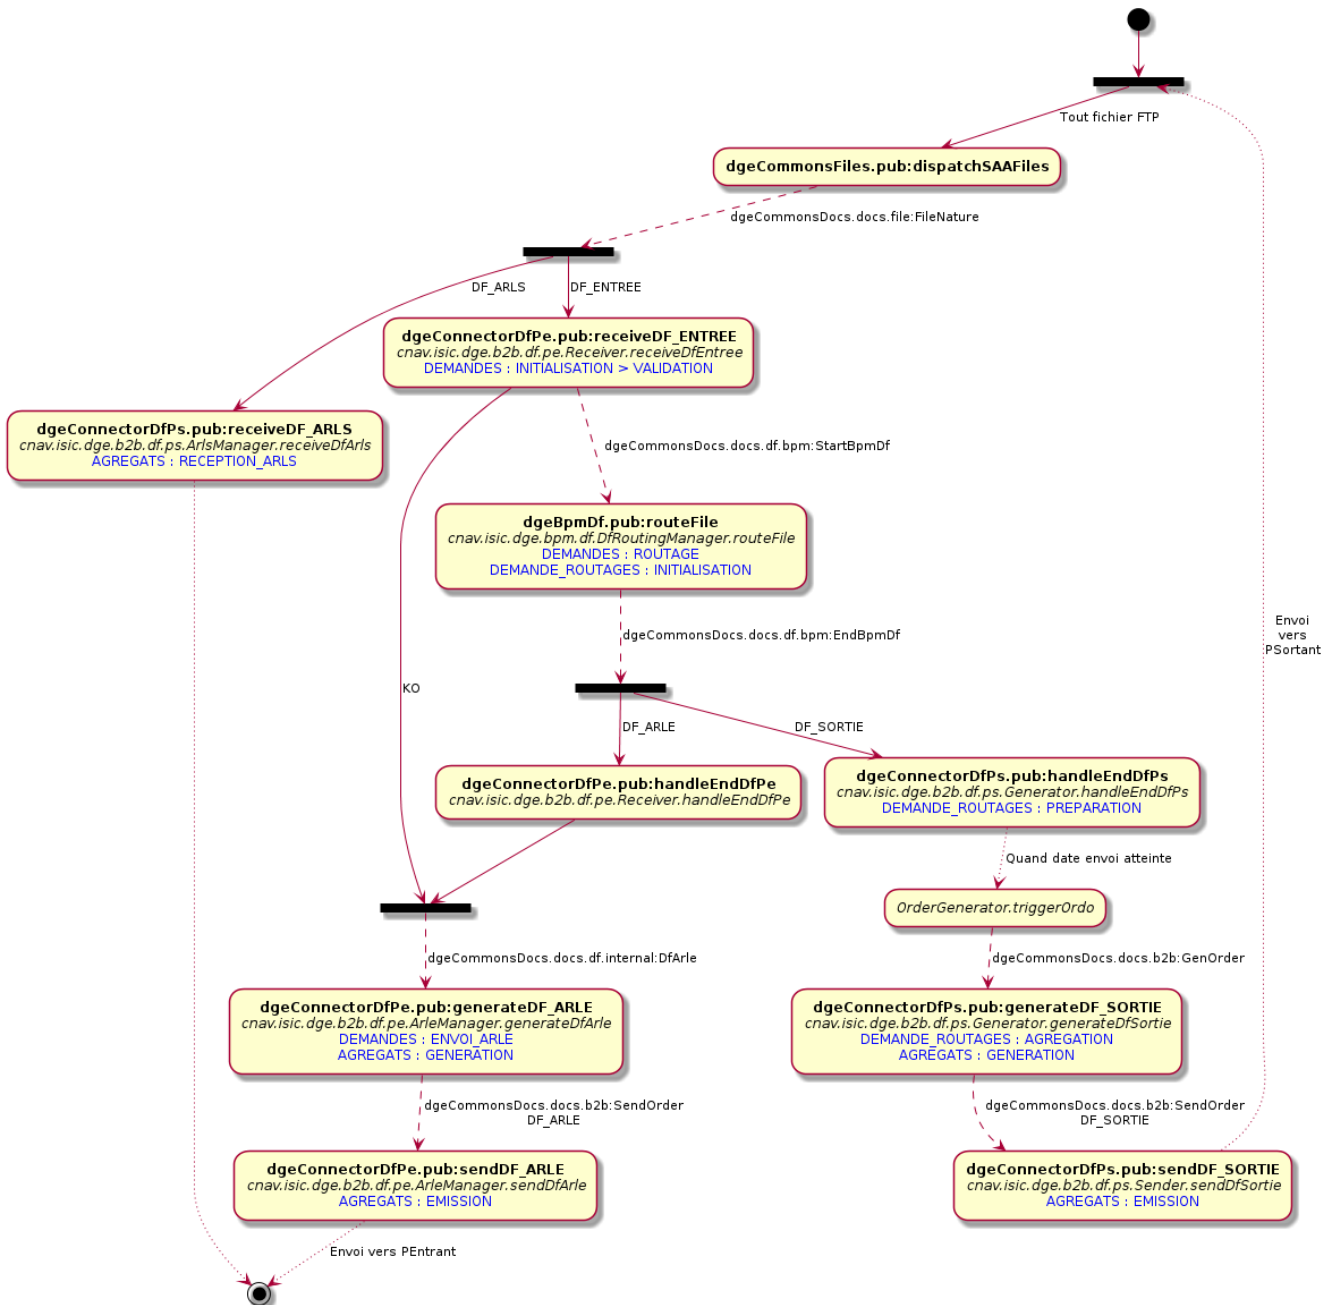 Tout fichier FTP
dgeCommonsFiles.pub:dispatchSAAFiles
dgeCommonsDocs.docs.file:FileNature
DF_ARLS
DF_ENTREE
dgeConnectorDfPe.pub:receiveDF_ENTREE
cnav.isic.dge.b2b.df.pe.Receiver.receiveDfEntree
DEMANDES : INITIALISATION > VALIDATION
dgeConnectorDfPs.pub:receiveDF_ARLS
cnav.isic.dge.b2b.df.ps.ArlsManager.receiveDfArls
AGREGATS : RECEPTION_ARLS
dgeCommonsDocs.docs.df.bpm:StartBpmDf
dgeBpmDf.pub:routeFile
cnav.isic.dge.bpm.df.DfRoutingManager.routeFile
DEMANDES : ROUTAGE
DEMANDE_ROUTAGES : INITIALISATION
dgeCommonsDocs.docs.df.bpm:EndBpmDf
Envoi
vers
PSortant
KO
DF_ARLE
DF_SORTIE
dgeConnectorDfPe.pub:handleEndDfPe
cnav.isic.dge.b2b.df.pe.Receiver.handleEndDfPe
dgeConnectorDfPs.pub:handleEndDfPs
cnav.isic.dge.b2b.df.ps.Generator.handleEndDfPs
DEMANDE_ROUTAGES : PREPARATION
Quand date envoi atteinte
OrderGenerator.triggerOrdo
dgeCommonsDocs.docs.df.internal:DfArle
dgeCommonsDocs.docs.b2b:GenOrder
dgeConnectorDfPe.pub:generateDF_ARLE
cnav.isic.dge.b2b.df.pe.ArleManager.generateDfArle
DEMANDES : ENVOI_ARLE
AGREGATS : GENERATION
dgeConnectorDfPs.pub:generateDF_SORTIE
cnav.isic.dge.b2b.df.ps.Generator.generateDfSortie
DEMANDE_ROUTAGES : AGREGATION
AGREGATS : GENERATION
dgeCommonsDocs.docs.b2b:SendOrder
DF_ARLE
dgeCommonsDocs.docs.b2b:SendOrder
DF_SORTIE
dgeConnectorDfPe.pub:sendDF_ARLE
cnav.isic.dge.b2b.df.pe.ArleManager.sendDfArle
AGREGATS : EMISSION
dgeConnectorDfPs.pub:sendDF_SORTIE
cnav.isic.dge.b2b.df.ps.Sender.sendDfSortie
AGREGATS : EMISSION
Envoi vers PEntrant